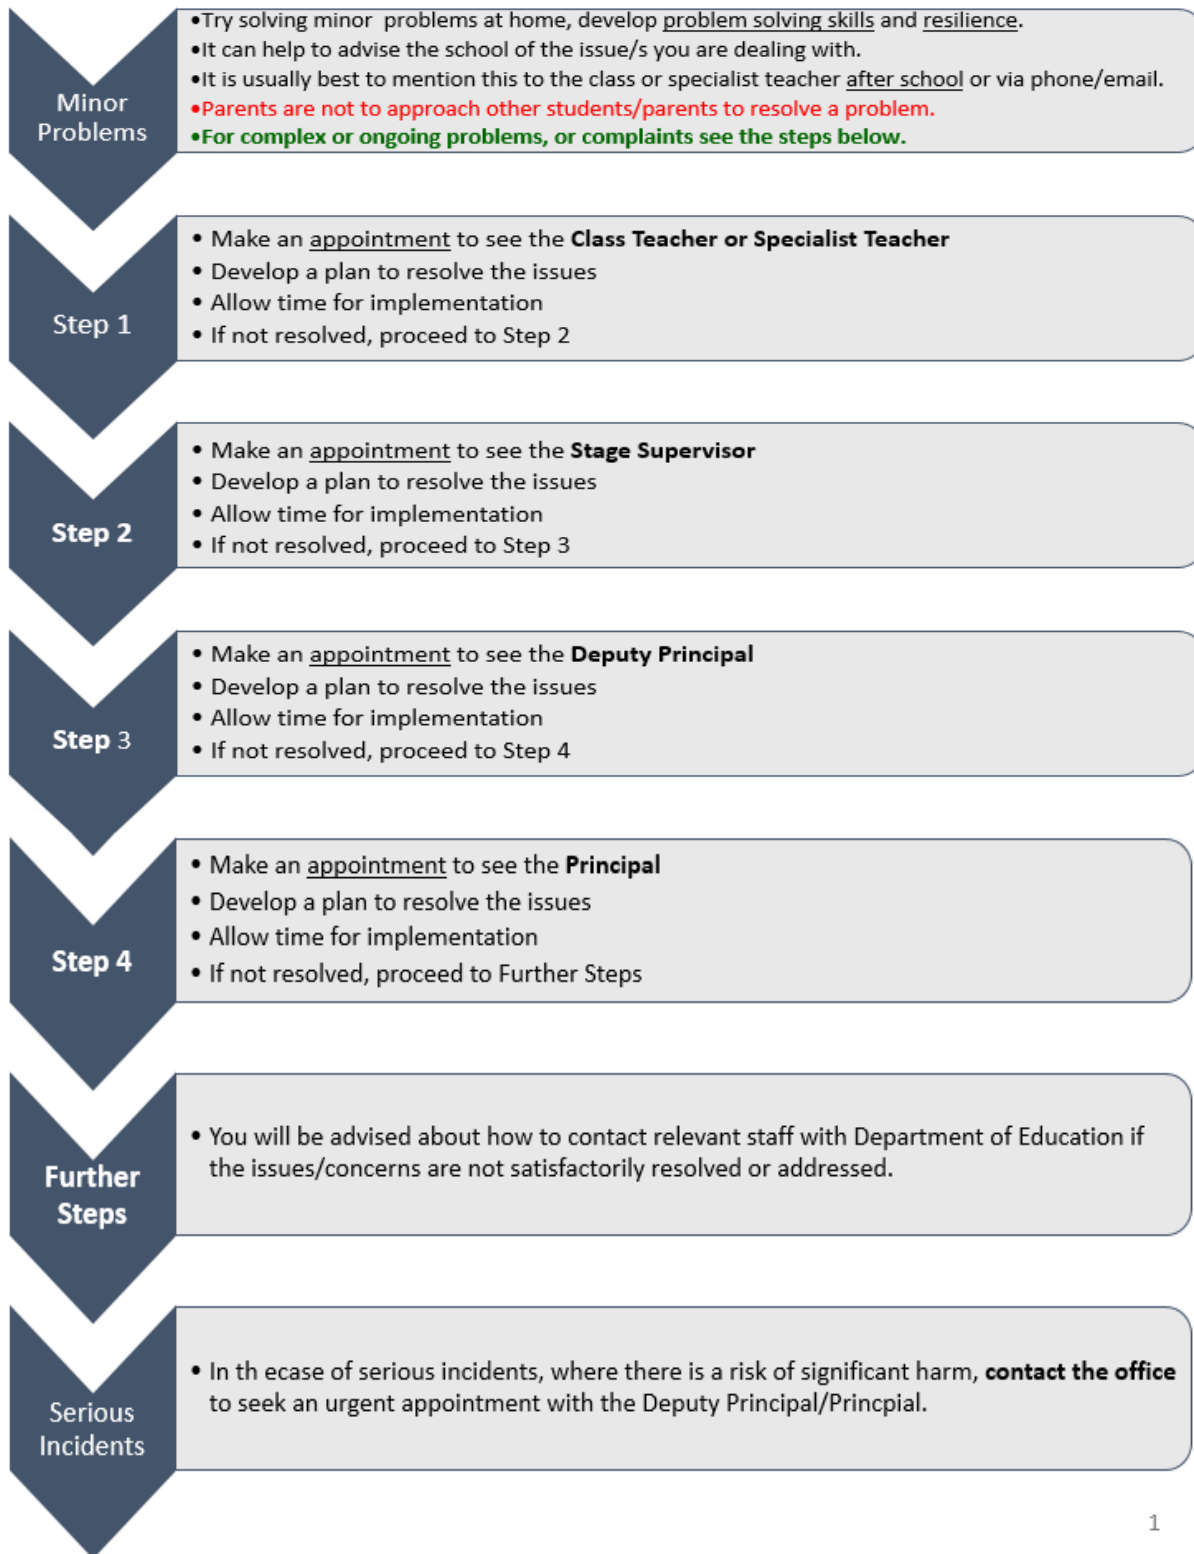 •Try solving minor  problems at home, develop problem solving skills and resilience.
•It can help to advise the school of the issue/s you are dealing with.
•It is usually best to mention this to the class or specialist teacher after school or via phone/email.
•Parents are not to approach other students/parents to resolve a problem.
•For complex or ongoing problems, or complaints see the steps below.
Minor
Problems
• Make an appointment to see the Class Teacher or Specialist Teacher
• Develop a plan to resolve the issues
• Allow time for implementation
• If not resolved, proceed to Step 2
Step 1
• Make an appointment to see the Stage Supervisor
• Develop a plan to resolve the issues
• Allow time for implementation
• If not resolved, proceed to Step 3
Step 2
• Make an appointment to see the Deputy Principal
• Develop a plan to resolve the issues
• Allow time for implementation
• If not resolved, proceed to Step 4
Step 3
• Make an appointment to see the Principal
• Develop a plan to resolve the issues
• Allow time for implementation
• If not resolved, proceed to Further Steps
Step 4
• You will be advised about how to contact relevant staff with Department of Education if
the issues/concerns are not satisfactorily resolved or addressed.
Further
Steps
• In th ecase of serious incidents, where there is a risk of significant harm, contact the office
to seek an urgent appointment with the Deputy Principal/Princpial.
Serious
Incidents
1